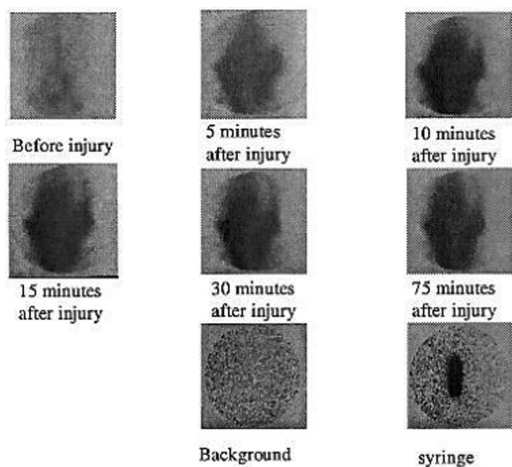 Before injury
5 minutes
after injury
10 minutes
after injury
15 minutes
after injury
30 minutes
after injury
75 minutes
after injury
Background
syringe